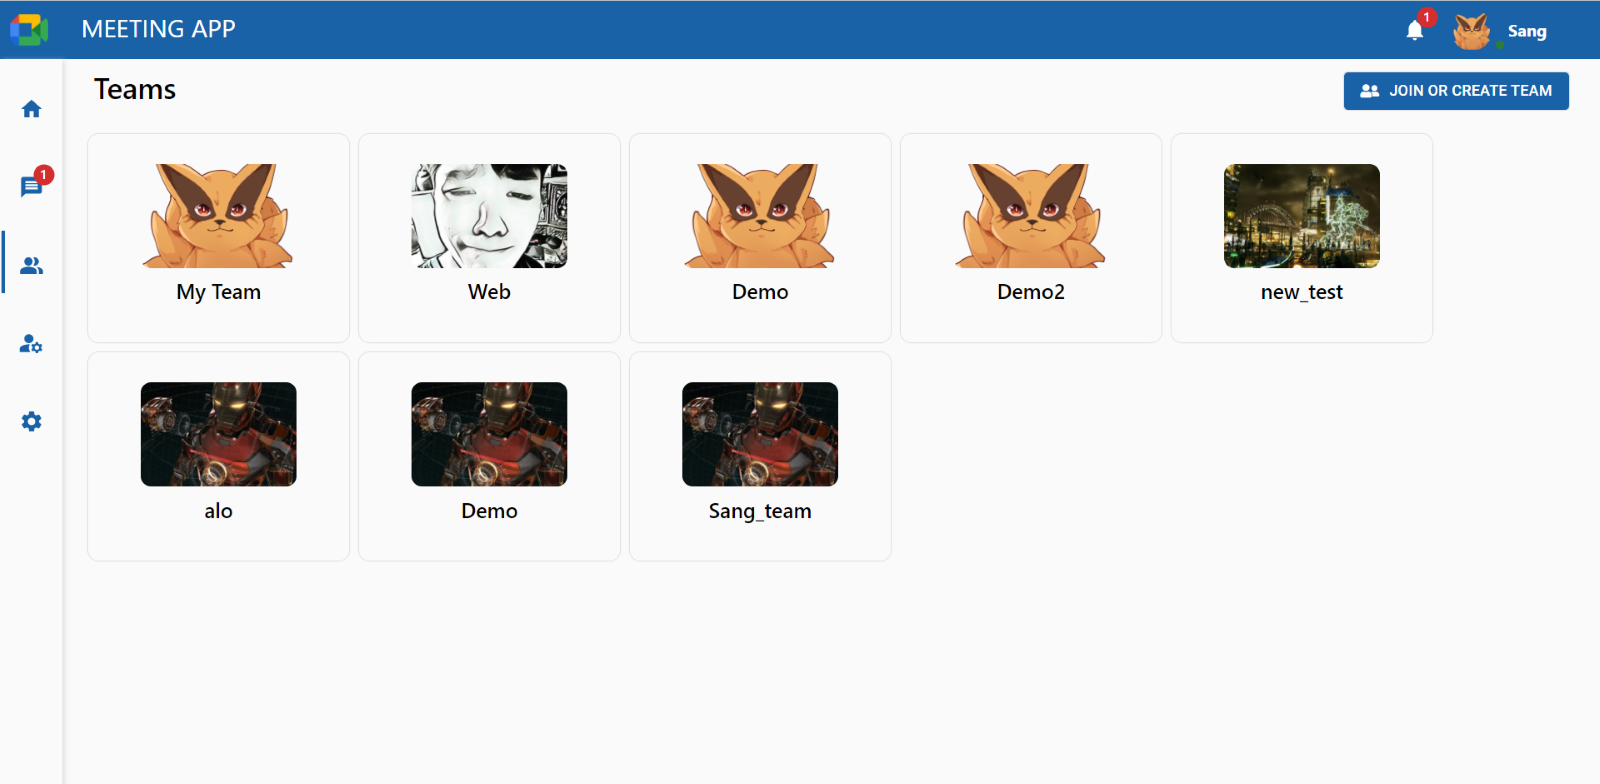 MEETING APP
1
Sang
Teams
JOIN OR CREATE TEAM
1
My Team
Web
Demo
Demo2
new_test
alo
Demo
Sang_team